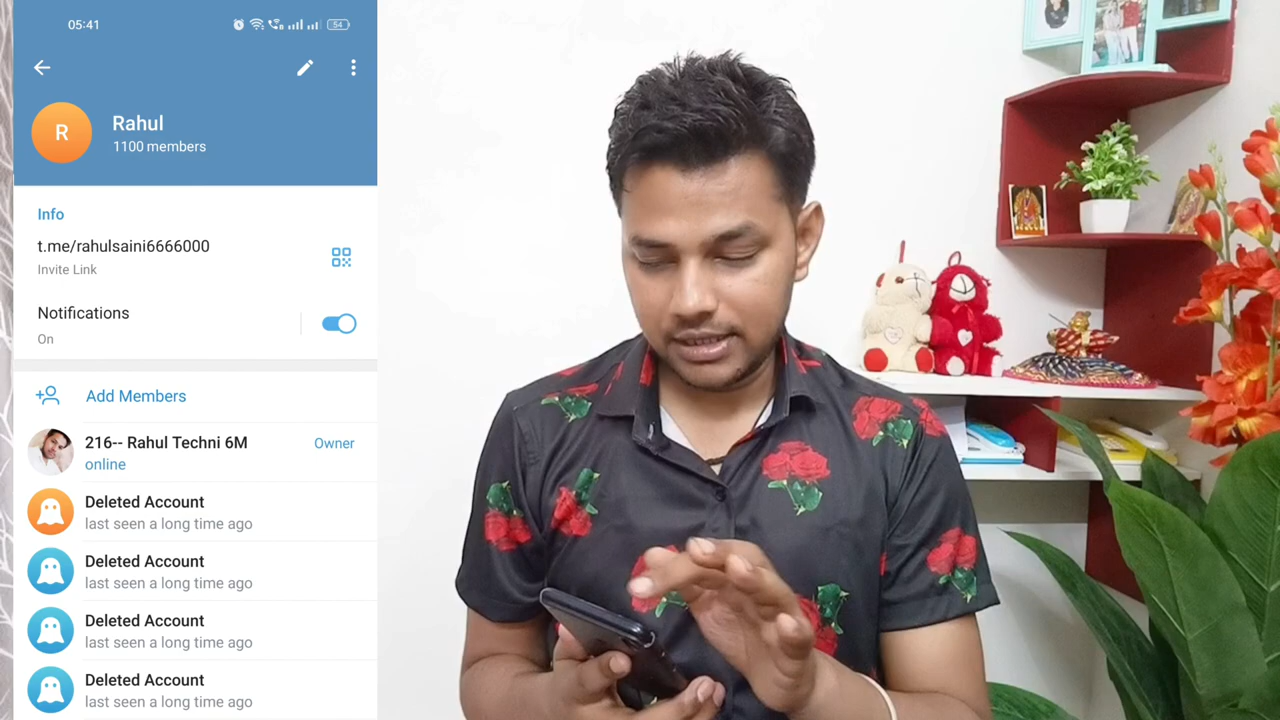 05:41
54
R
Rahul
1100 members
Info
t.me/rahulsaini6666000
Invite Link
Notifications
On
Add Members
216-- Rahul Techni 6M
Owner
online
Deleted Account
last seen a long time ago
Deleted Account
last seen a long time ago
Deleted Account
last seen a long time ago
Deleted Account
last seen a long time ago